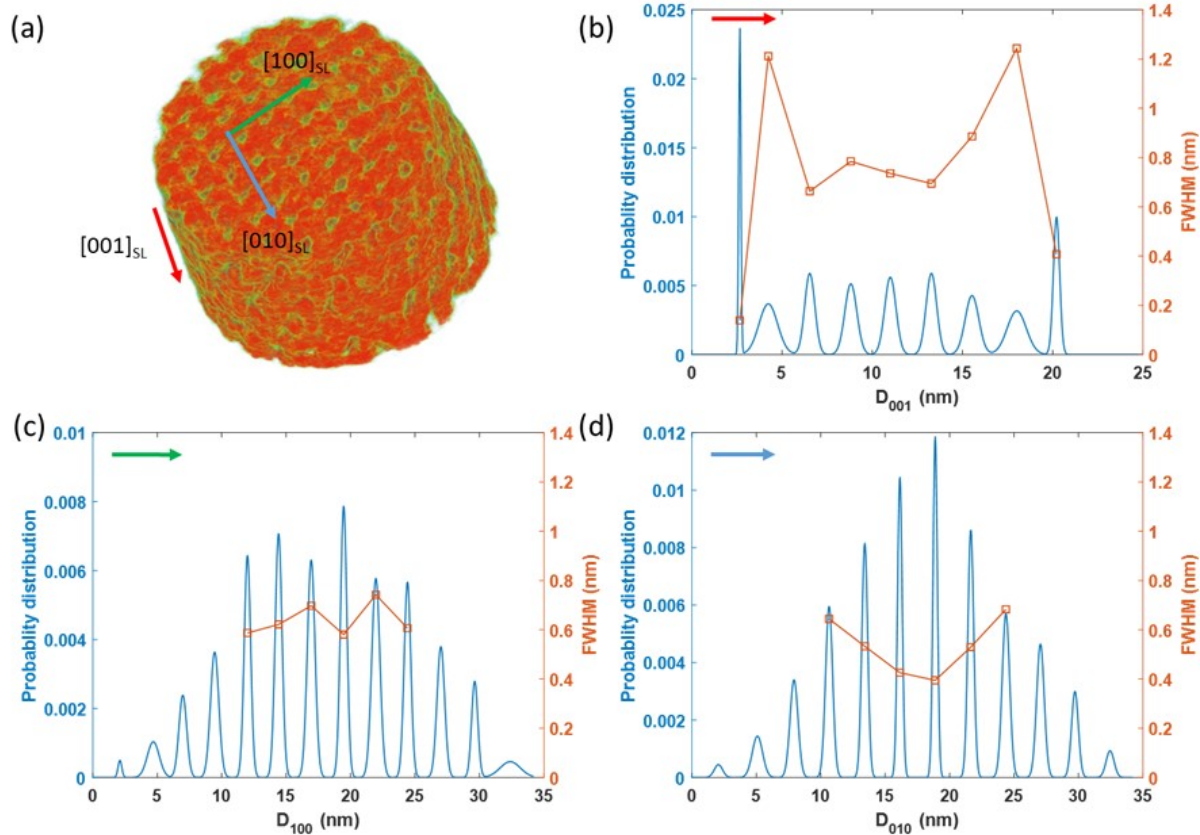 (a)
[100]SL
[010]SL
[001]SL
(b)
0.025
0.02
0.015
0.01
0.005
0
Probablity distribution
0 5 10 15 20 25
D001 (nm)
1.4
1.2
1
0.8
0.6
0.4
0.2
0
FWHM (nm)
(c)
0.01
0.008
0.006
0.004
0.002
0
Probablity distribution
0 5 10 15 20 25 30 35
D100 (nm)
1.4
1.2
1
0.8
0.6
0.4
0.2
0
FWHM (nm)
(d)
0.012
0.01
0.008
0.006
0.004
0.002
0
Probablity distribution
0 5 10 15 20 25 30 35
D010 (nm)
1.4
1.2
1
0.8
0.6
0.4
0.2
0
FWHM (nm)